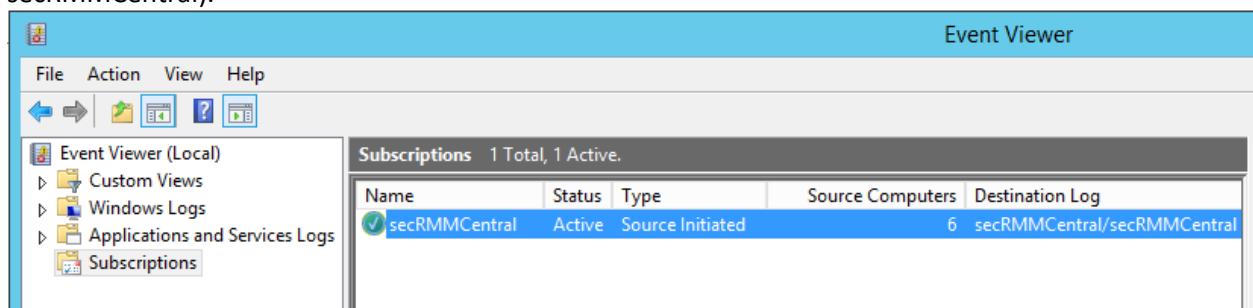 secRMMCentral).
Event Viewer
File Action View Help
Event Viewer (Local)
Custom Views
Windows Logs
Applications and Services Logs
Subscriptions
Subscriptions 1 Total, 1 Active.
Name Status Type Source Computers Destination Log
secRMMCentral Active Source Initiated 6 secRMMCentral/secRMMCentral